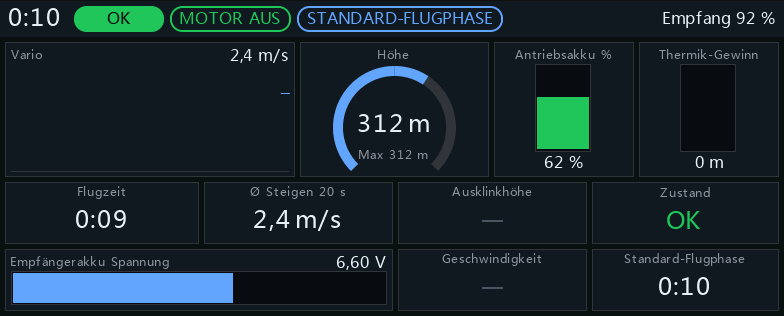 0:10 OK MOTOR AUS STANDARD-FLUGPHASE Empfang 92 %
Vario 2,4 m/s
–
Höhe
312 m
Max 312 m
Antriebsakku %
62 %
Thermik-Gewinn
0 m
Flugzeit
0:09
Ø Steigen 20 s
2,4 m/s
Ausklinkhöhe
—
Zustand
OK
Empfängerakku Spannung 6,60 V
Geschwindigkeit
—
Standard-Flugphase
0:10